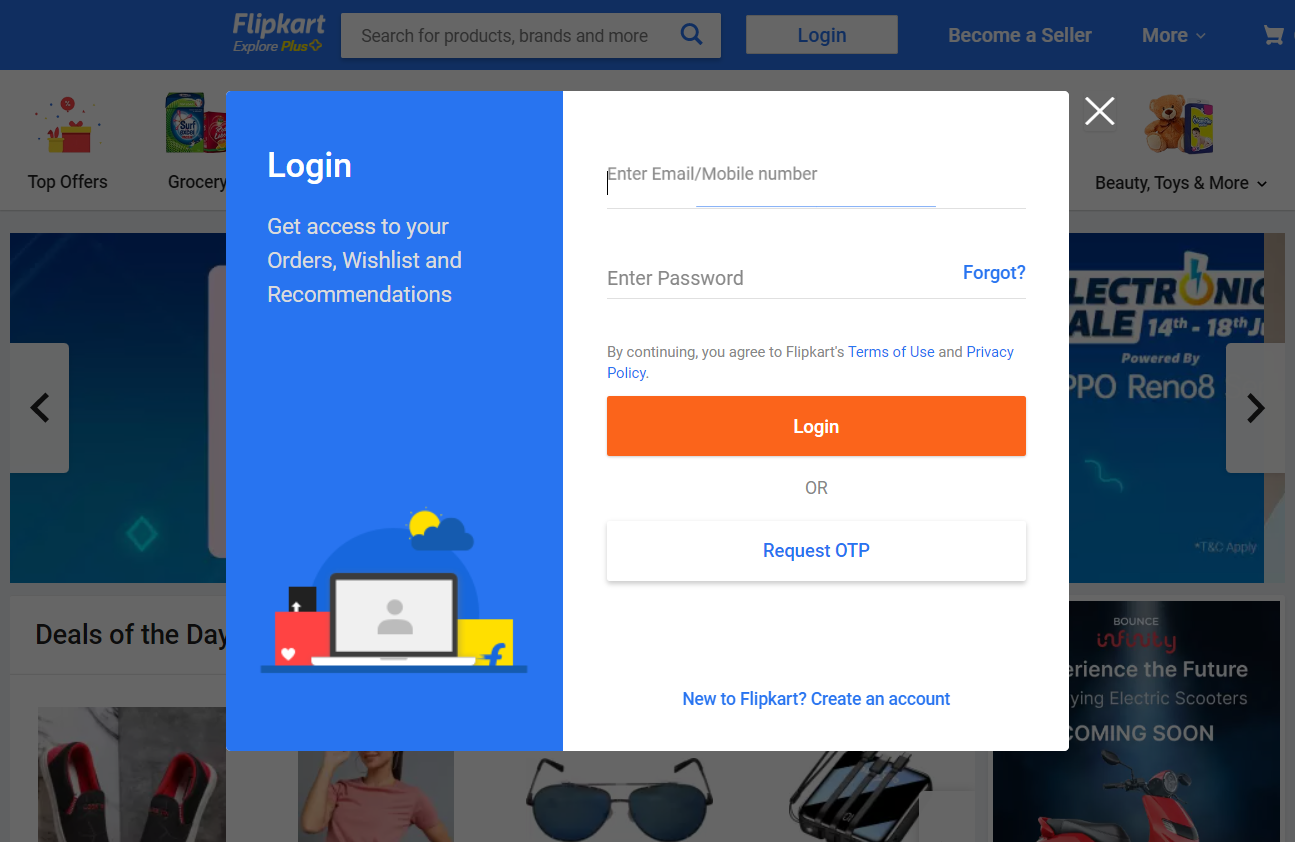 Flipkart
Explore Plus
Search for products, brands and more
Login
Become a Seller
More
Top Offers
Grocery
Beauty, Toys & More
Login
Get access to your
Orders, Wishlist and
Recommendations
Enter Email/Mobile number
Enter Password
Forgot?
By continuing, you agree to Flipkart's Terms of Use and Privacy
Policy.
Login
OR
Request OTP
New to Flipkart? Create an account
LECTRONIC
ALE 14th - 18th
Powered By
PPO Reno8
*T&C Apply
Deals of the Day
BOUNCE
infinity
erience the Future
ying Electric Scooters
COMING SOON